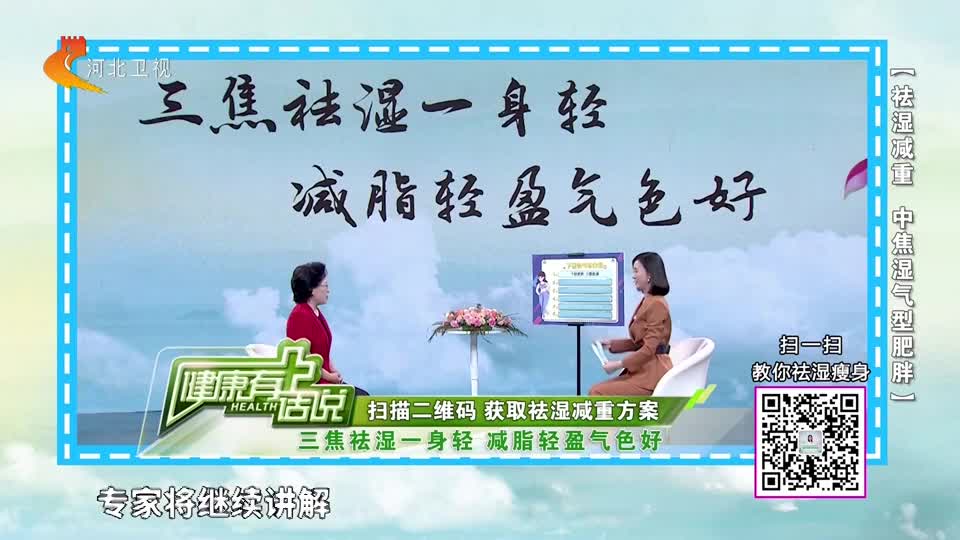 河北卫视
三焦祛湿一身轻
减脂轻盈气色好
【祛湿减重 中焦湿气型肥胖】
扫一扫
教你祛湿瘦身
健康有话说
HEALTH
扫描二维码 获取祛湿减重方案
三焦祛湿一身轻 减脂轻盈气色好
专家将继续讲解